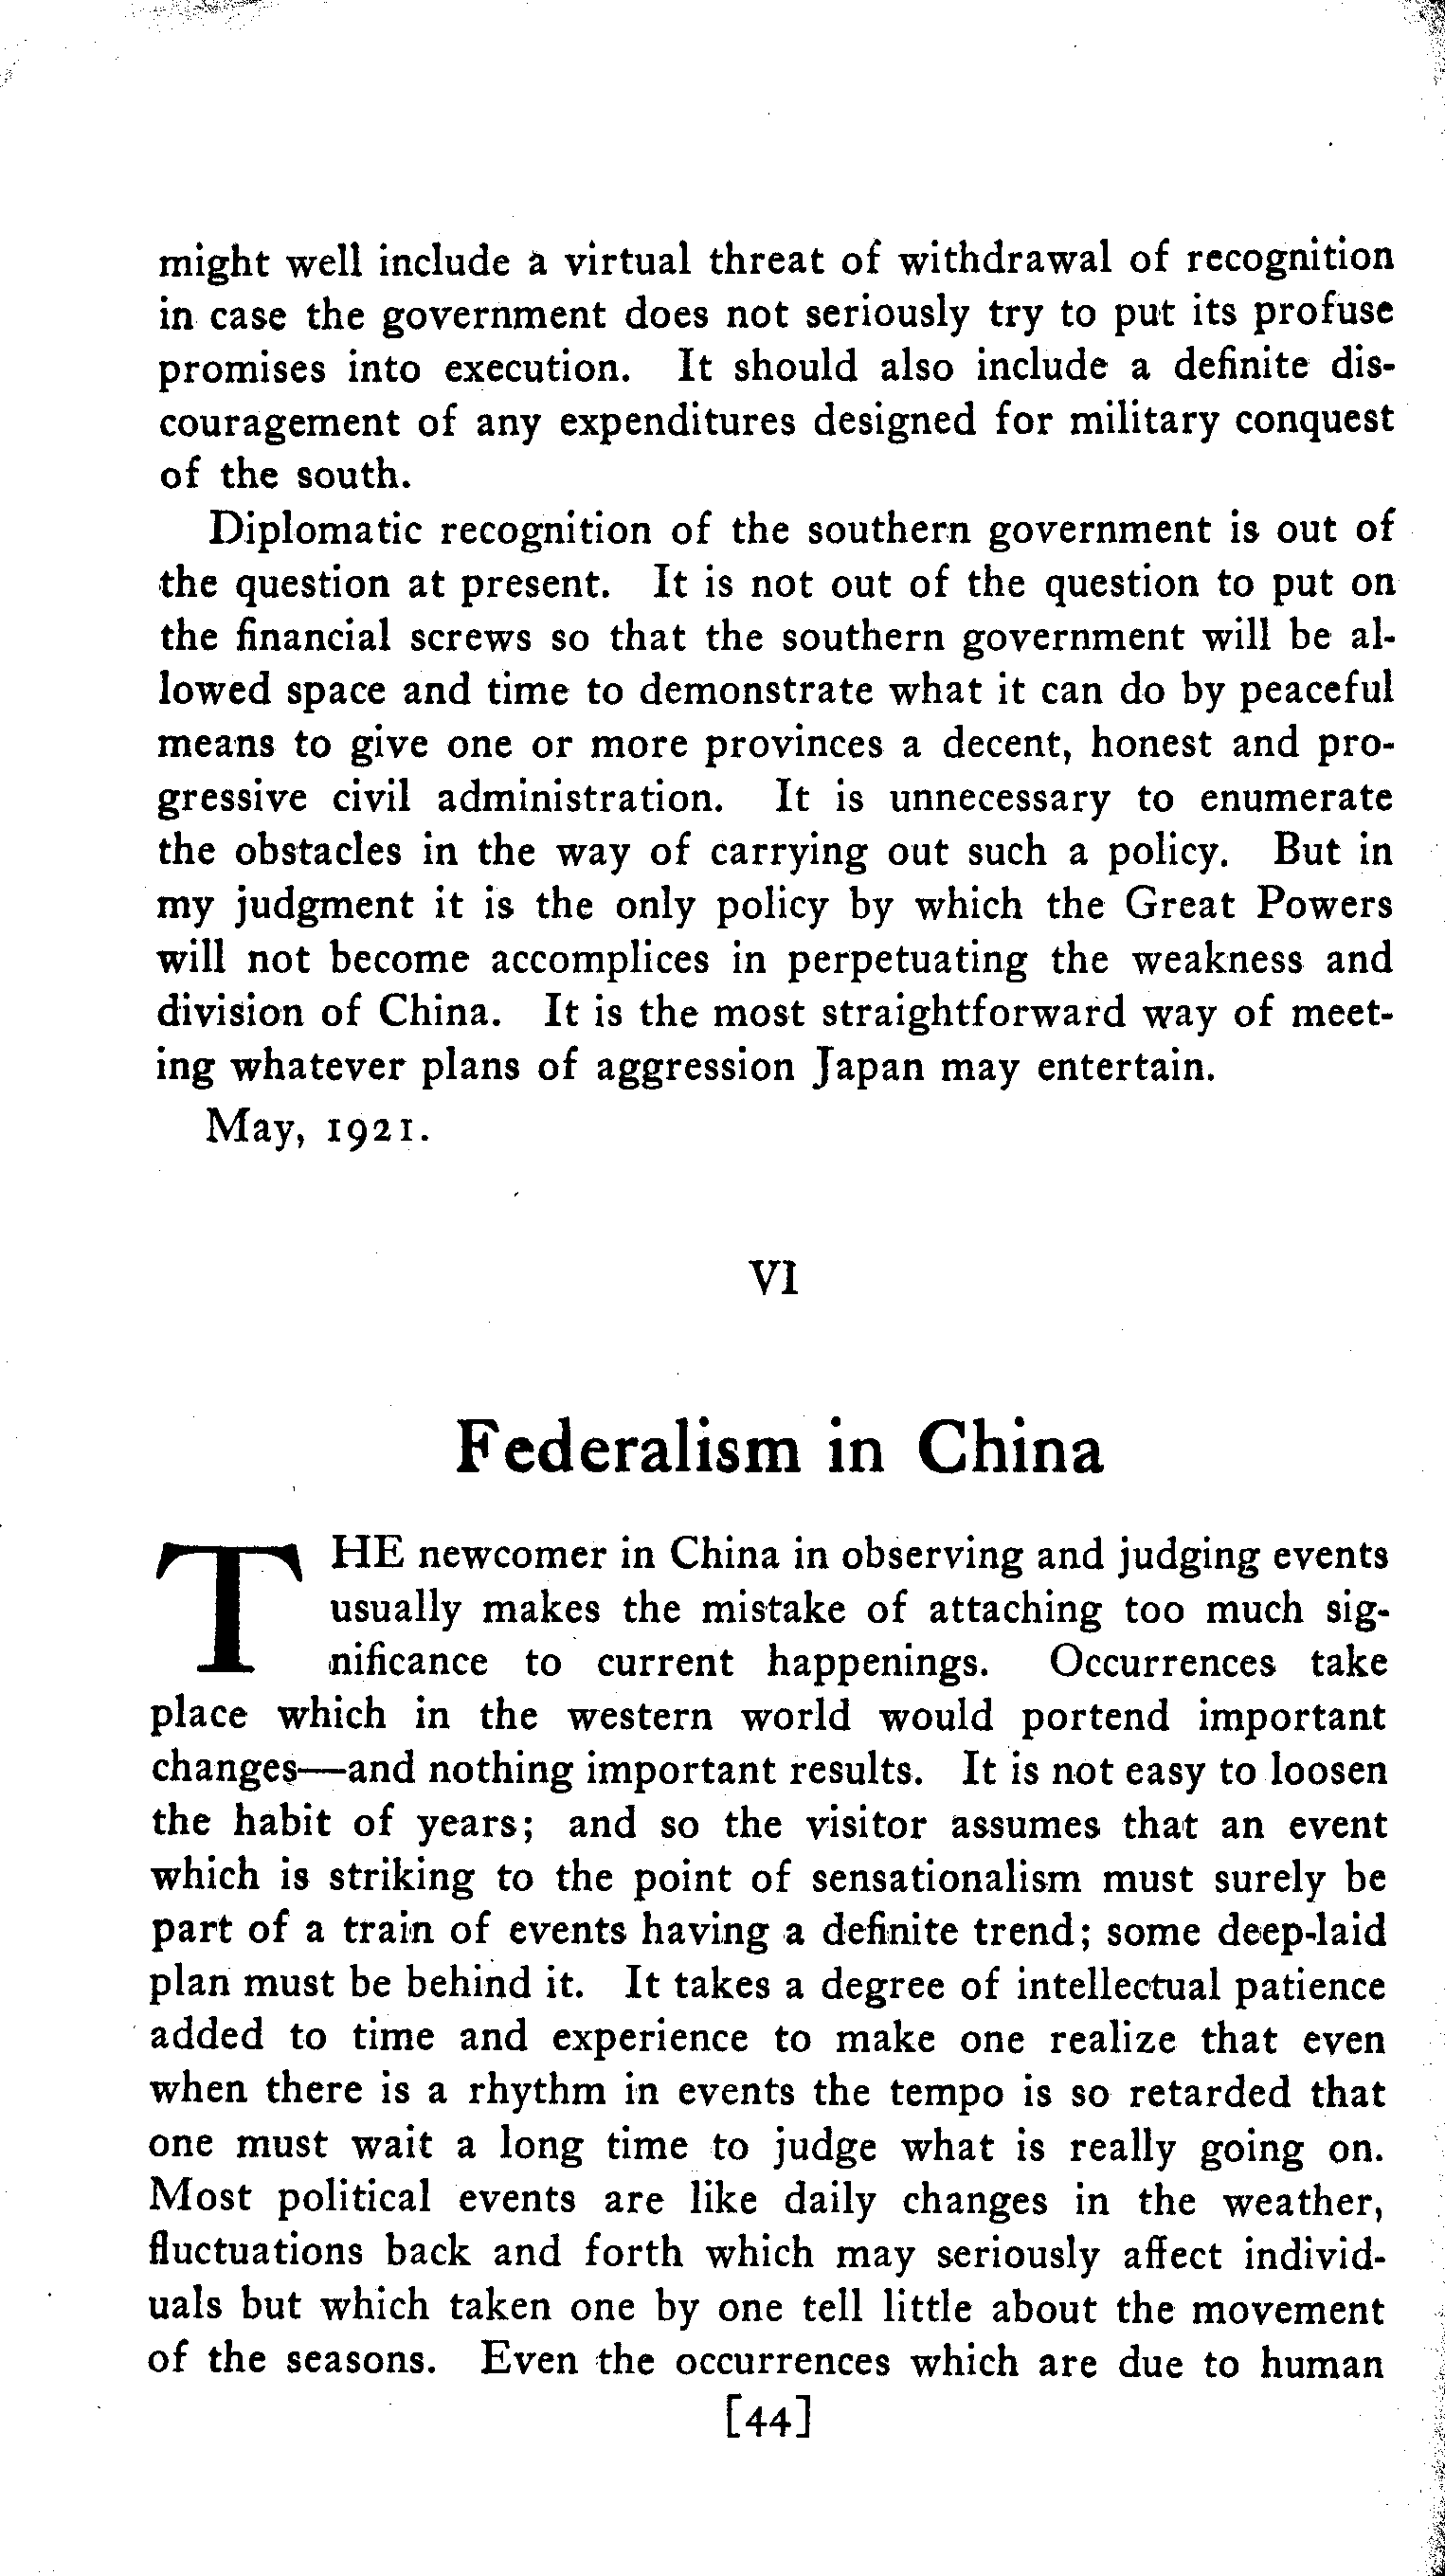 might well include a virtual threat of withdrawal of recognition
in case the government does not seriously try to put its profuse
promises into execution. It should also include a definite dis-
couragement of any expenditures designed for military conquest
of the south.
Diplomatic recognition of the southern government is out of
the question at present. It is not out of the question to put on
the financial screws so that the southern government will be al-
lowed space and time to demonstrate what it can do by peaceful
means to give one or more provinces a decent, honest and pro-
gressive civil administration. It is unnecessary to enumerate
the obstacles in the way of carrying out such a policy. But in
my judgment it is the only policy by which the Great Powers
will not become accomplices in perpetuating the weakness and
division of China. It is the most straightforward way of meet-
ing whatever plans of aggression Japan may entertain.
May, 1921.
VI
Federalism in China
THE newcomer in China in observing and judging events
usually makes the mistake of attaching too much sig-
nificance to current happenings. Occurrences take
place which in the western world would portend important
changes—and nothing important results. It is not easy to loosen
the habit of years; and so the visitor assumes that an event
which is striking to the point of sensationalism must surely be
part of a train of events having a definite trend; some deep-laid
plan must be behind it. It takes a degree of intellectual patience
added to time and experience to make one realize that even
when there is a rhythm in events the tempo is so retarded that
one must wait a long time to judge what is really going on.
Most political events are like daily changes in the weather,
fluctuations back and forth which may seriously affect individ-
uals but which taken one by one tell little about the movement
of the seasons. Even the occurrences which are due to human
[44]